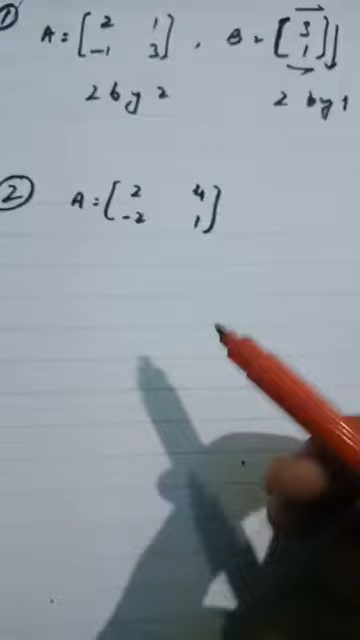 ① A = [ 2 1 , B = [ 3
-1 3 ] 1 ]
2 by 2 2 by 1
② A = [ 2 4
-2 1 ]